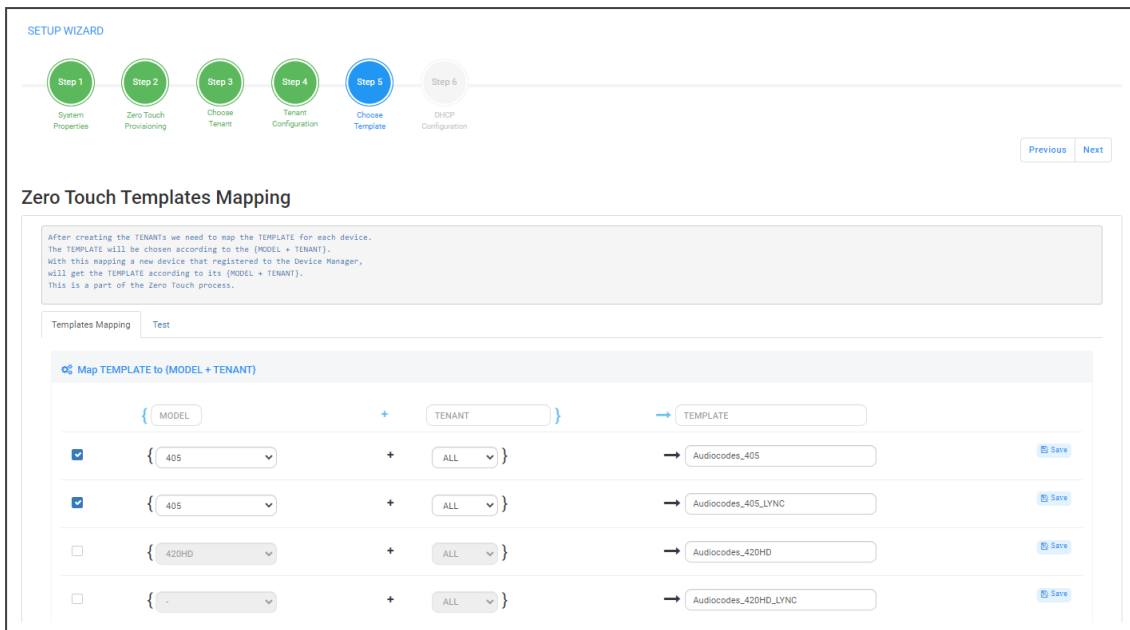 SETUP WIZARD
Step 1
Step 2
Step 3
Step 4
Step 5
Step 6
System
Properties
Zero Touch
Provisioning
Choose
Tenant
Tenant
Configuration
Choose
Template
DHCP
Configuration
Previous Next
Zero Touch Templates Mapping
After creating the TENANTs we need to map the TEMPLATE for each device.
The TEMPLATE will be chosen according to the {MODEL + TENANT}.
With this mapping a new device that registered to the Device Manager,
will get the TEMPLATE according to its {MODEL + TENANT}.
This is a part of the Zero Touch process.
Templates Mapping Test
Map TEMPLATE to {MODEL + TENANT}
{ MODEL + TENANT } → TEMPLATE
{ 405 + ALL } → Audiocodes_405 Save
{ 405 + ALL } → Audiocodes_405_LYNC Save
{ 420HD + ALL } → Audiocodes_420HD Save
{ - + ALL } → Audiocodes_420HD_LYNC Save